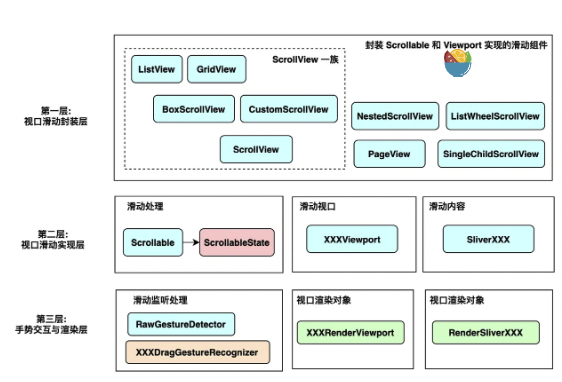 封装 Scrollable 和 Viewport 实现的滑动组件
ScrollView 一族
ListView
GridView
BoxScrollView
CustomScrollView
ScrollView
NestedScrollView
ListWheelScrollView
PageView
SingleChildScrollView
第一层:
视口滑动封装层
第二层:
视口滑动实现层
滑动处理
Scrollable
ScrollableState
滑动视口
XXXViewport
滑动内容
SliverXXX
第三层:
手势交互与渲染层
滑动监听处理
RawGestureDetector
XXXDragGestureRecognizer
视口渲染对象
XXXRenderViewport
视口渲染对象
RenderSliverXXX